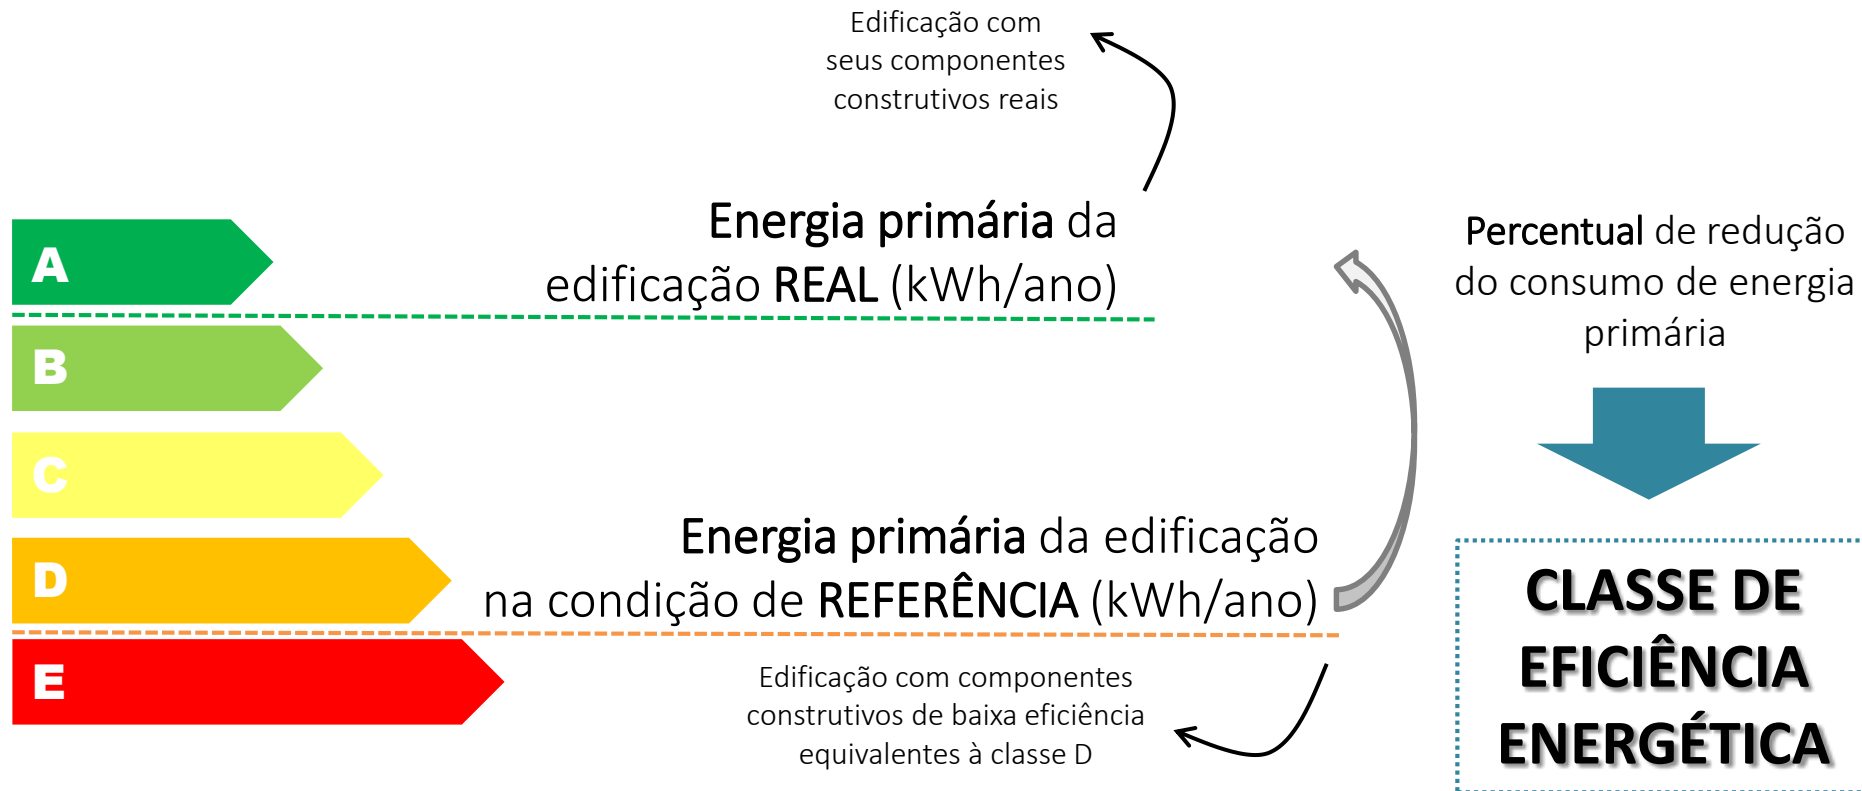 Edificação com
seus componentes
construtivos reais
A
Energia primária da
edificação REAL (kWh/ano)
B
C
D
Energia primária da edificação
na condição de REFERÊNCIA (kWh/ano)
E
Edificação com componentes
construtivos de baixa eficiência
equivalentes à classe D
Percentual de redução
do consumo de energia
primária
CLASSE DE
EFICIÊNCIA
ENERGÉTICA